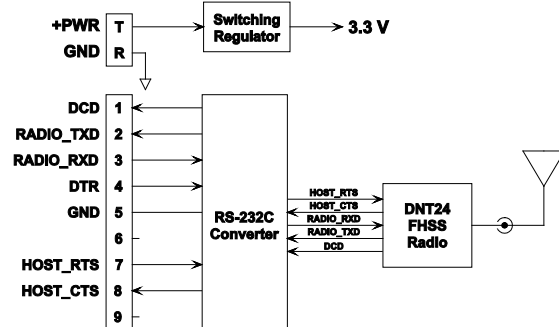 +PWR T
Switching
Regulator
3.3 V
GND R
DCD 1
RADIO_TXD 2
RADIO_RXD 3
DTR 4
GND 5
6
HOST_RTS 7
HOST_CTS 8
9
RS-232C
Converter
HOST_RTS
HOST_CTS
RADIO_RXD
RADIO_TXD
DCD
DNT24
FHSS
Radio